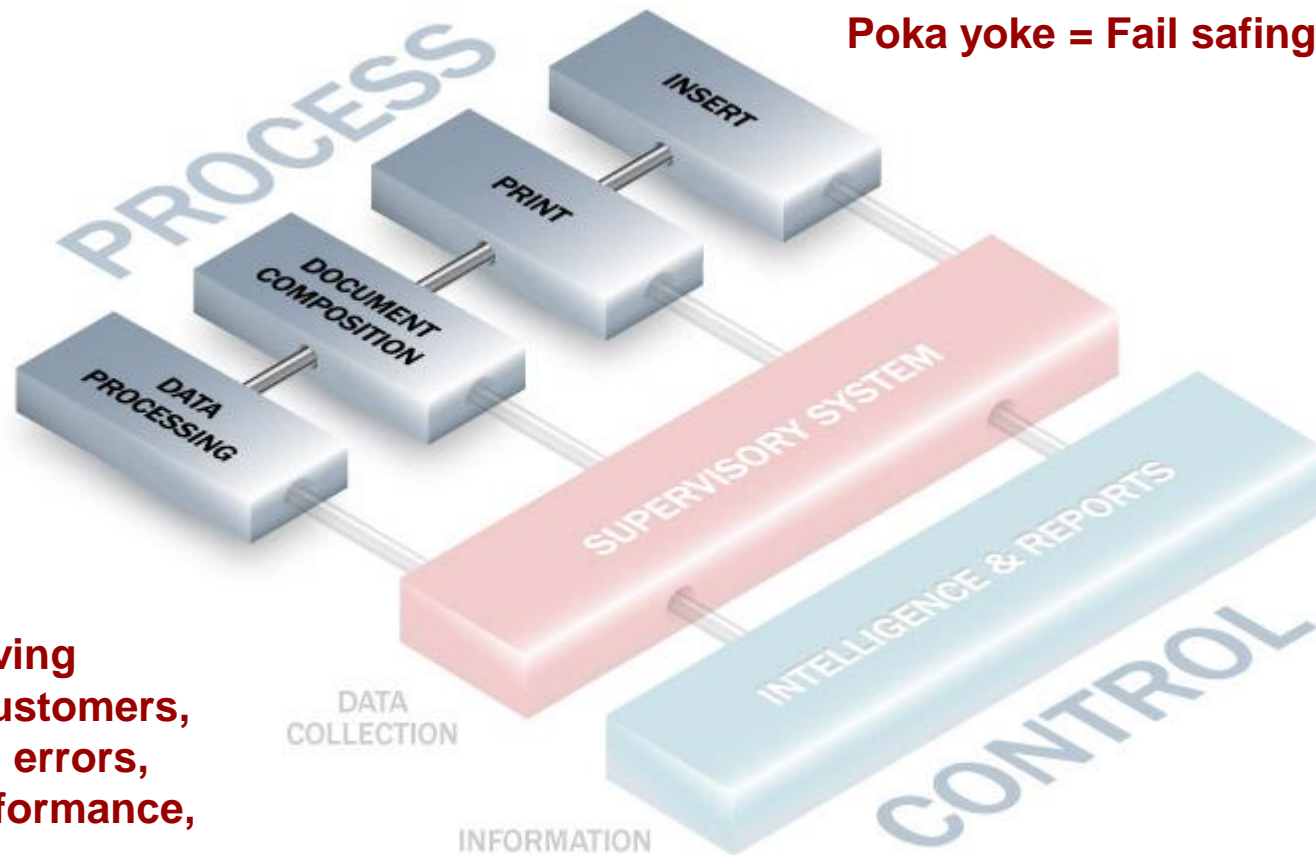 Poka yoke = Fail safing
PROCESS
INSERT
PRINT
DOCUMENT
COMPOSITION
DATA
PROCESSING
SUPERVISORY SYSTEM
INTELLIGENCE & REPORTS
CONTROL
DATA
COLLECTION
INFORMATION
ving
ustomers,
errors,
formance,